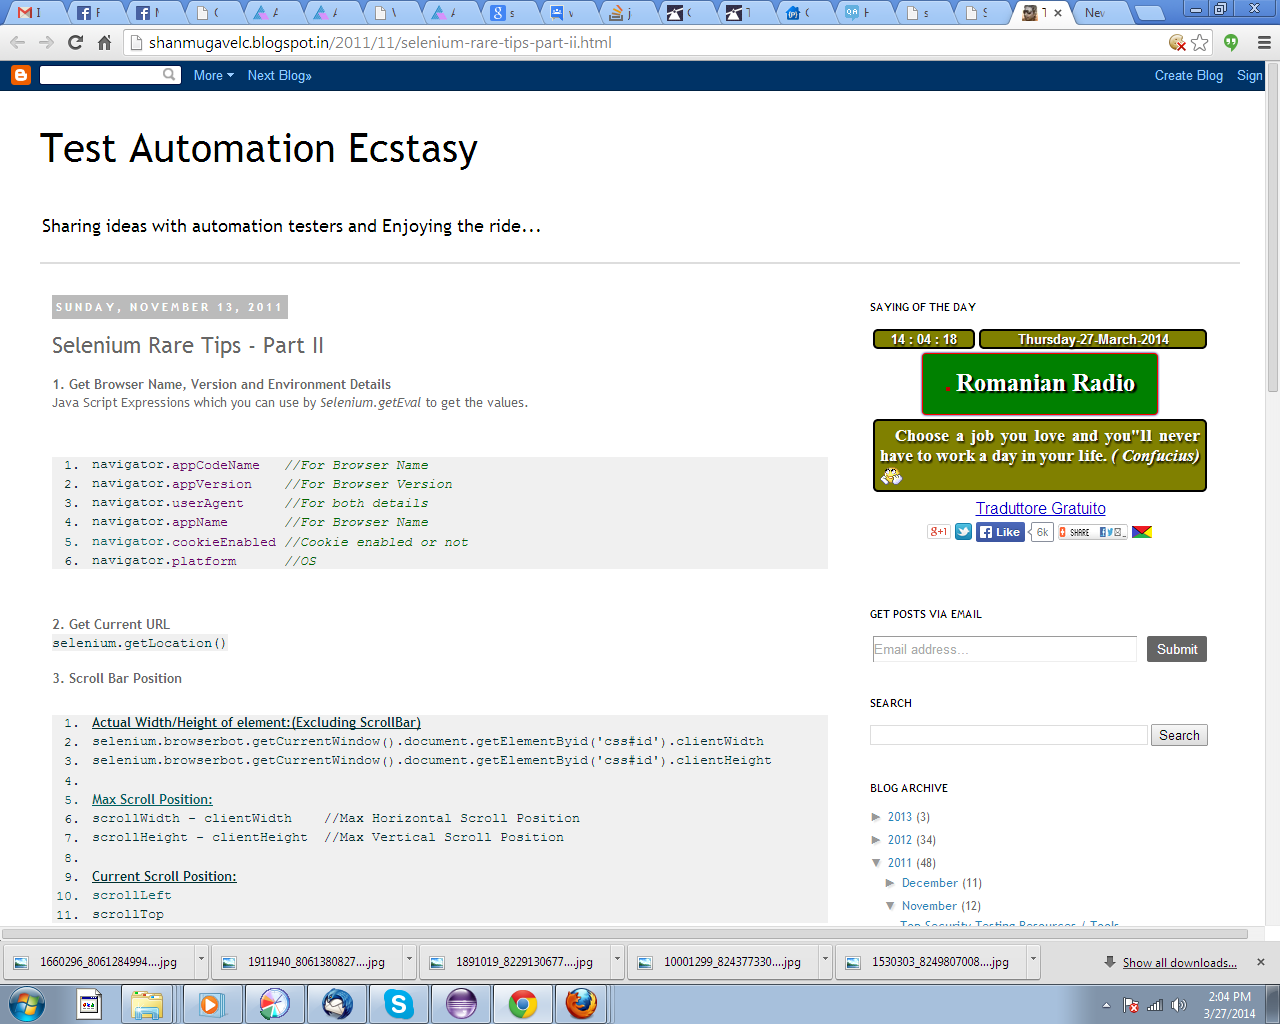 shanmugavelc.blogspot.in/2011/11/selenium-rare-tips-part-ii.html
More Next Blog» Create Blog Sign
Test Automation Ecstasy
Sharing ideas with automation testers and Enjoying the ride...
SUNDAY, NOVEMBER 13, 2011
Selenium Rare Tips - Part II
1. Get Browser Name, Version and Environment Details
Java Script Expressions which you can use by Selenium.getEval to get the values.
1. navigator.appCodeName //For Browser Name
2. navigator.appVersion //For Browser Version
3. navigator.userAgent //For both details
4. navigator.appName //For Browser Name
5. navigator.cookieEnabled //Cookie enabled or not
6. navigator.platform //OS
2. Get Current URL
selenium.getLocation()
3. Scroll Bar Position
1. Actual Width/Height of element:(Excluding ScrollBar)
2. selenium.browserbot.getCurrentWindow().document.getElementByid('css#id').clientWidth
3. selenium.browserbot.getCurrentWindow().document.getElementByid('css#id').clientHeight
4.
5. Max Scroll Position:
6. scrollWidth - clientWidth //Max Horizontal Scroll Position
7. scrollHeight - clientHeight //Max Vertical Scroll Position
8.
9. Current Scroll Position:
10. scrollLeft
11. scrollTop
SAYING OF THE DAY
14 : 04 : 18 Thursday-27-March-2014
. Romanian Radio
Choose a job you love and you"ll never
have to work a day in your life. ( Confucius)
Traduttore Gratuito
g+1 Like 6k SHARE
GET POSTS VIA EMAIL
Email address... Submit
SEARCH
Search
BLOG ARCHIVE
► 2013 (3)
► 2012 (34)
▼ 2011 (48)
► December (11)
▼ November (12)
Top Security Testing Resources / Tools
1660296_8061284994....jpg 1911940_8061380827....jpg 1891019_8229130677....jpg 10001299_824377330....jpg 1530303_8249807008....jpg Show all downloads...
2:04 PM
3/27/2014